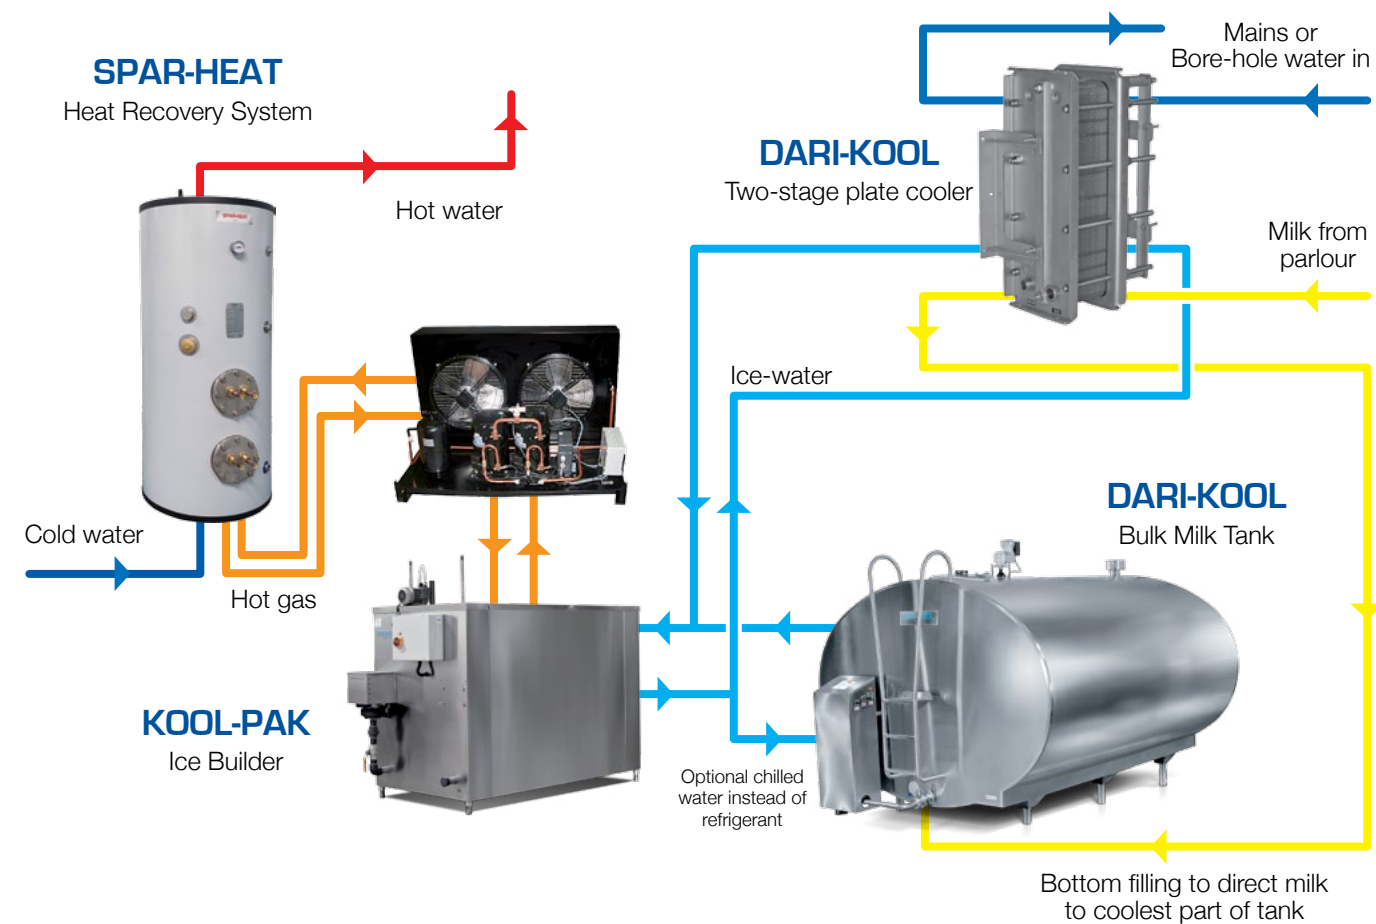 SPAR-HEAT
Heat Recovery System
Hot water
SPAR-HEAT
Cold water
Hot gas
KOOL-PAK
Ice Builder
Mains or
Bore-hole water in
DARI-KOOL
Two-stage plate cooler
Milk from
parlour
Ice-water
DARI-KOOL
Bulk Milk Tank
Optional chilled
water instead of
refrigerant
Bottom filling to direct milk
to coolest part of tank